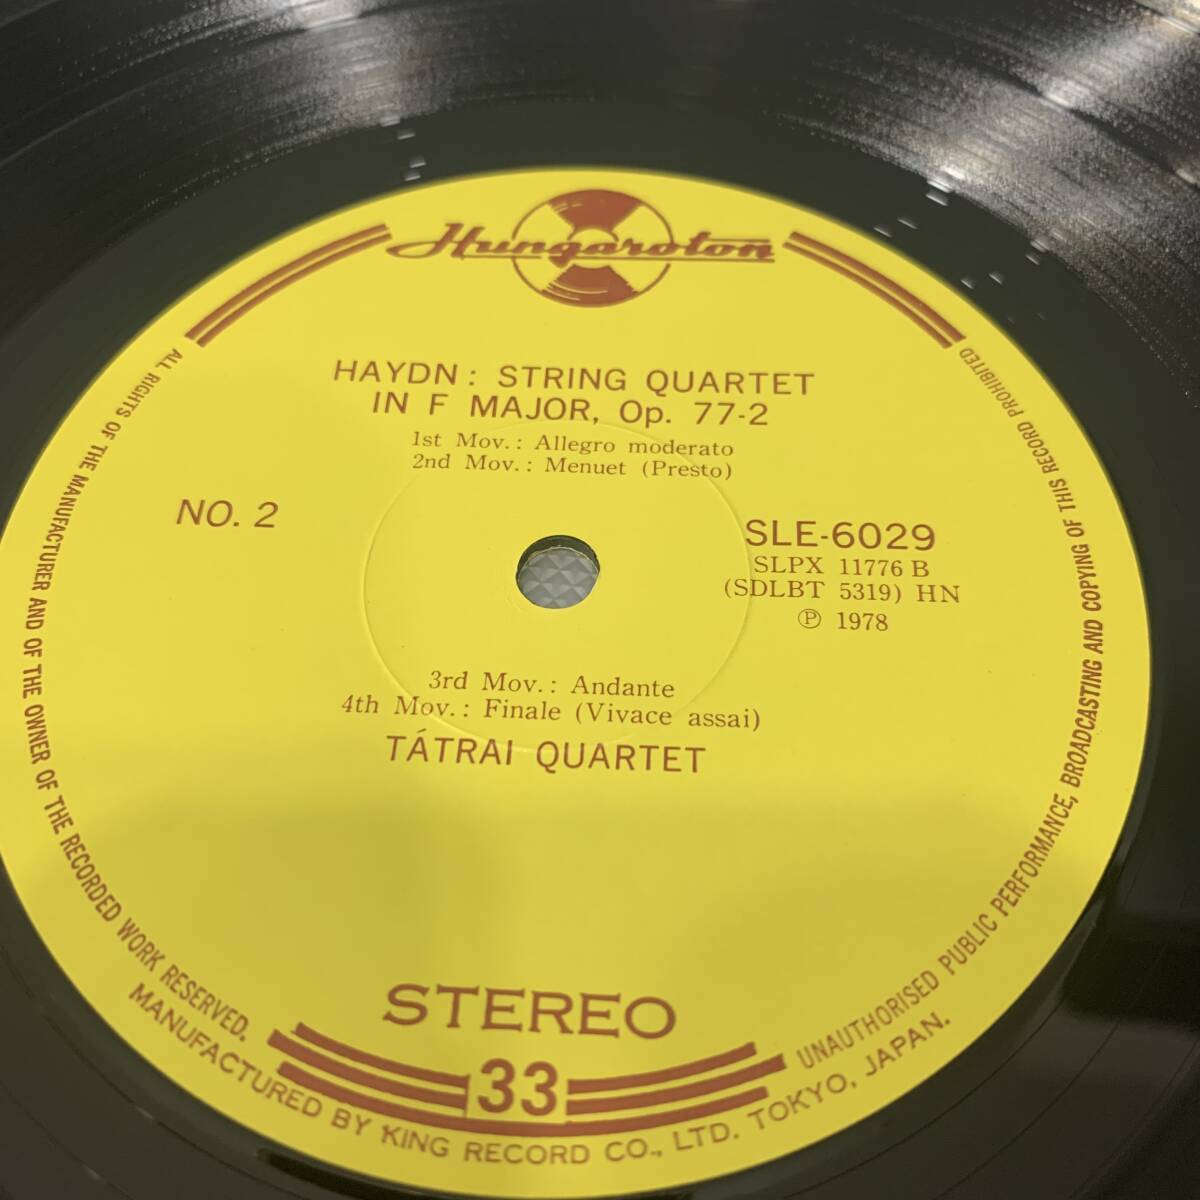 Hungaroton
HAYDN : STRING QUARTET
IN F MAJOR, Op. 77-2
1st Mov. : Allegro moderato
2nd Mov. : Menuet (Presto)
NO. 2
SLE-6029
SLPX 11776 B
(SDLBT 5319) HN
℗ 1978
3rd Mov. : Andante
4th Mov. : Finale (Vivace assai)
TÁTRAI QUARTET
STEREO
33
ALL RIGHTS OF THE MANUFACTURER AND OF THE OWNER OF THE RECORDED WORK RESERVED.
UNAUTHORISED PUBLIC PERFORMANCE, BROADCASTING AND COPYING OF THIS RECORD PROHIBITED
MANUFACTURED BY KING RECORD CO., LTD. TOKYO, JAPAN.